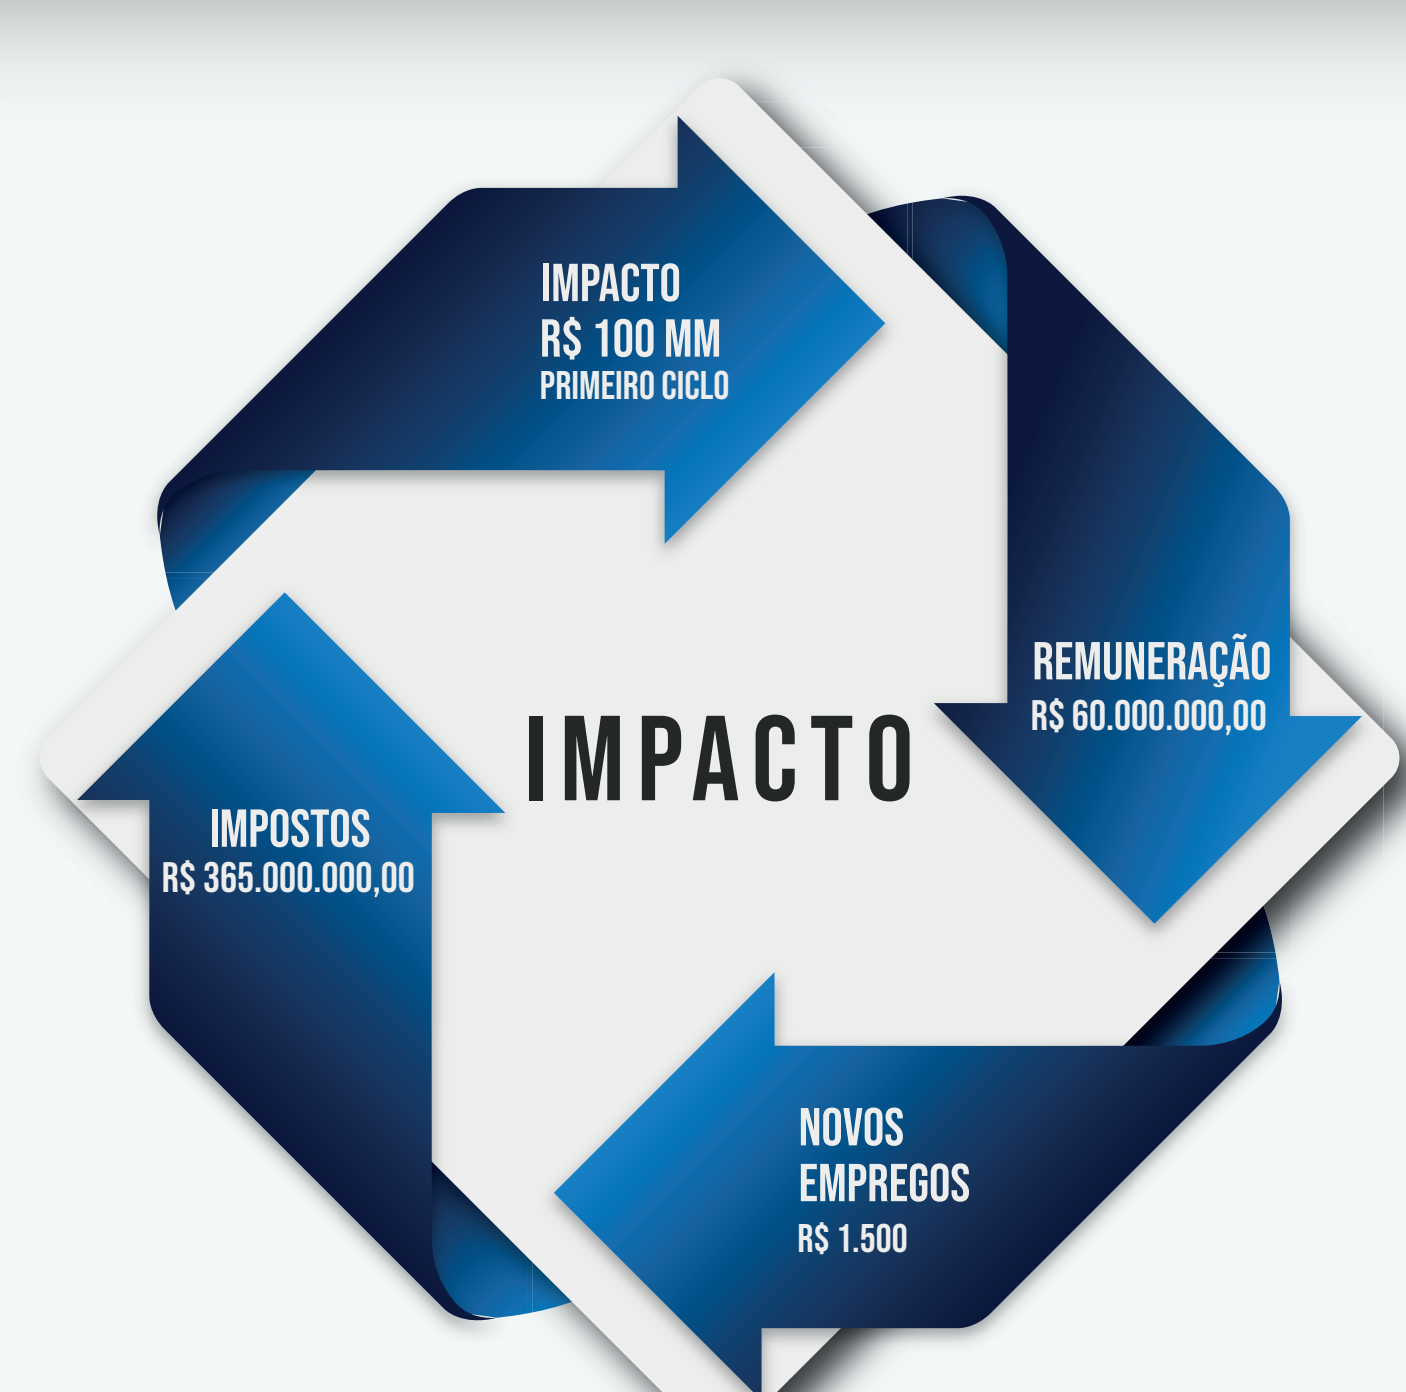 IMPACTO
R$ 100 MM
PRIMEIRO CICLO
REMUNERAÇÃO
R$ 60.000.000,00
IMPACTO
IMPOSTOS
R$ 365.000.000,00
NOVOS
EMPREGOS
R$ 1.500